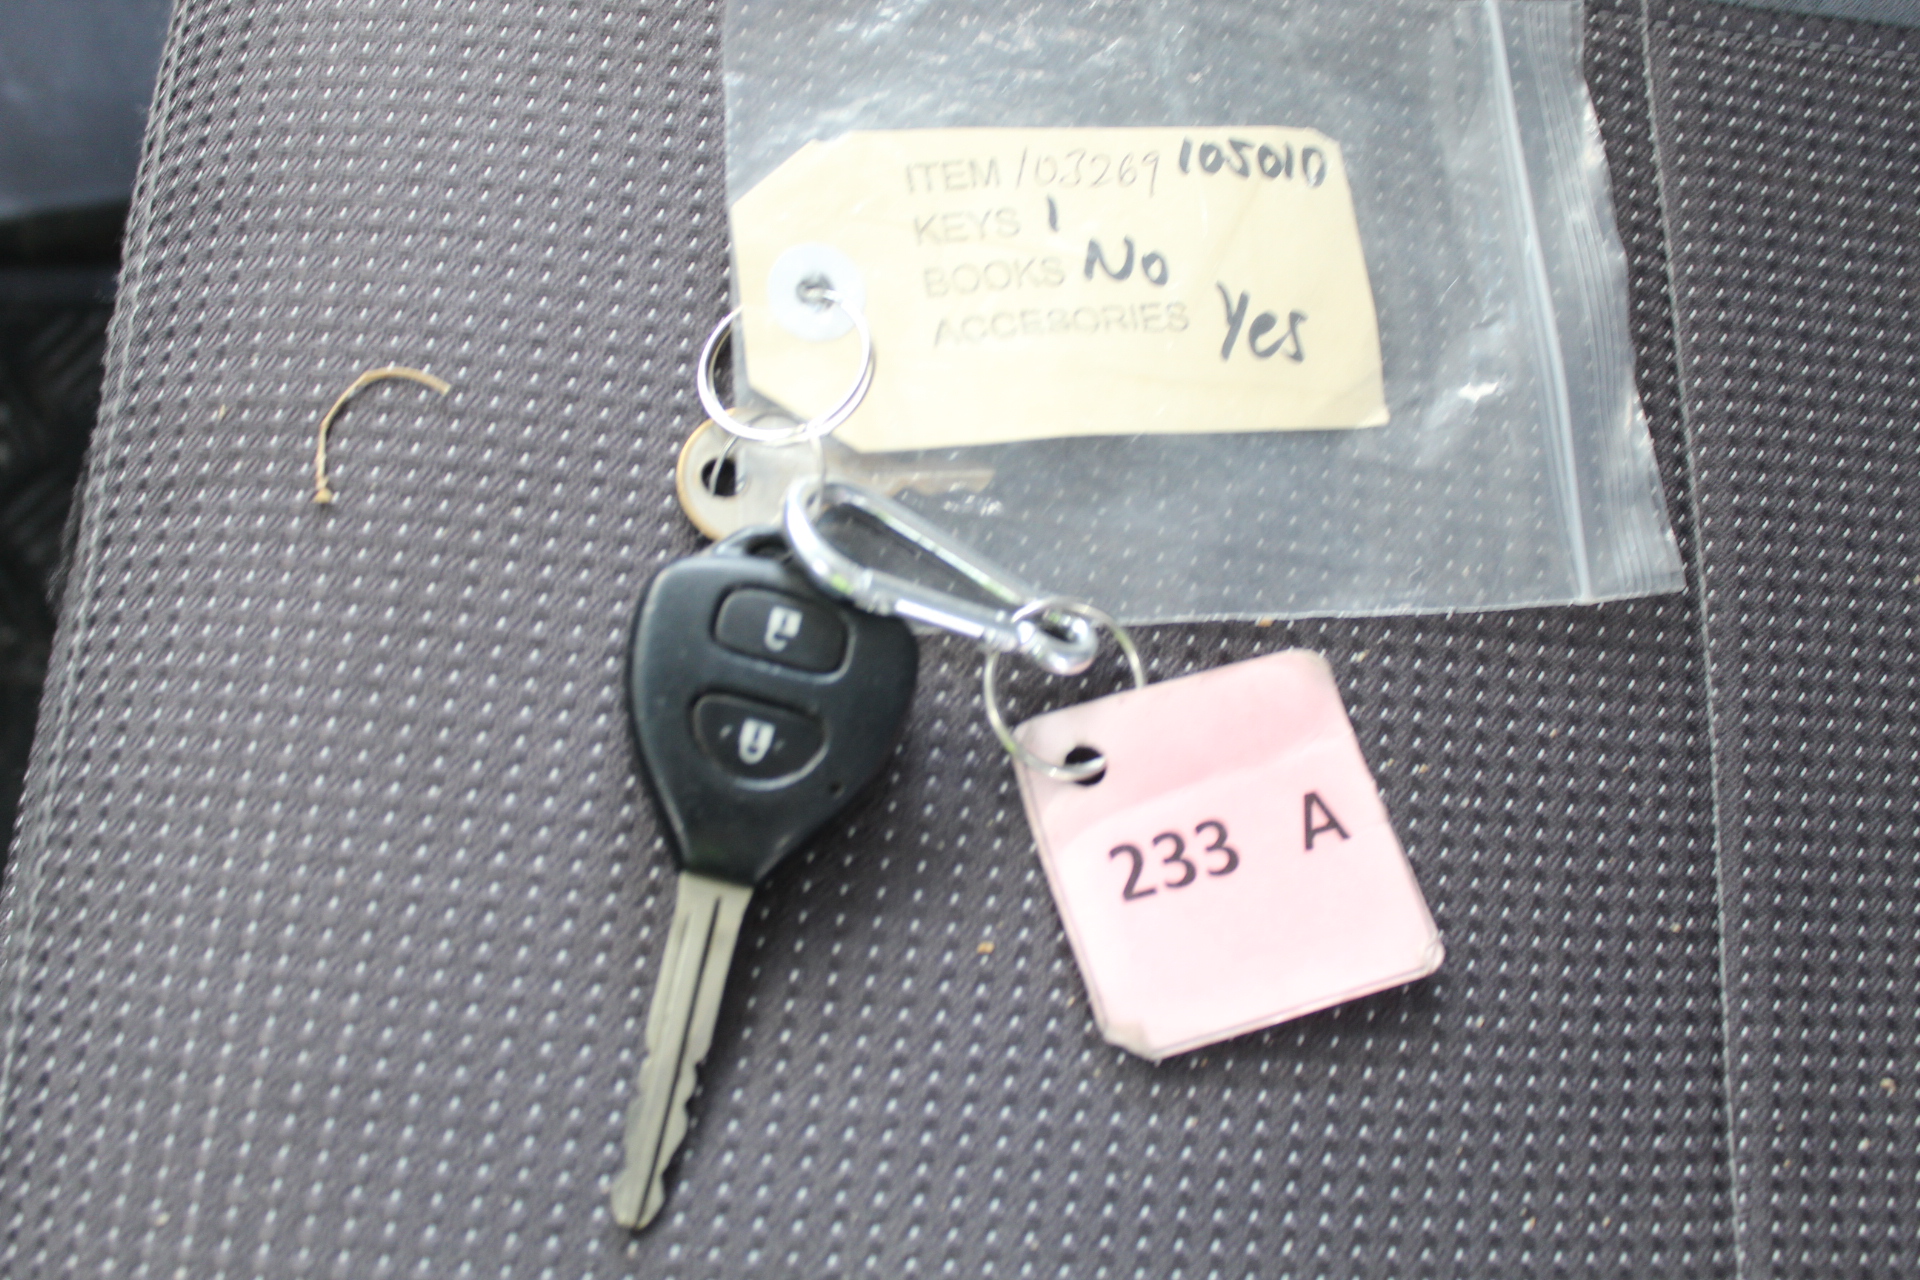 ITEM 103269 105010
KEYS 1
BOOKS No
ACCESORIES Yes
233 A